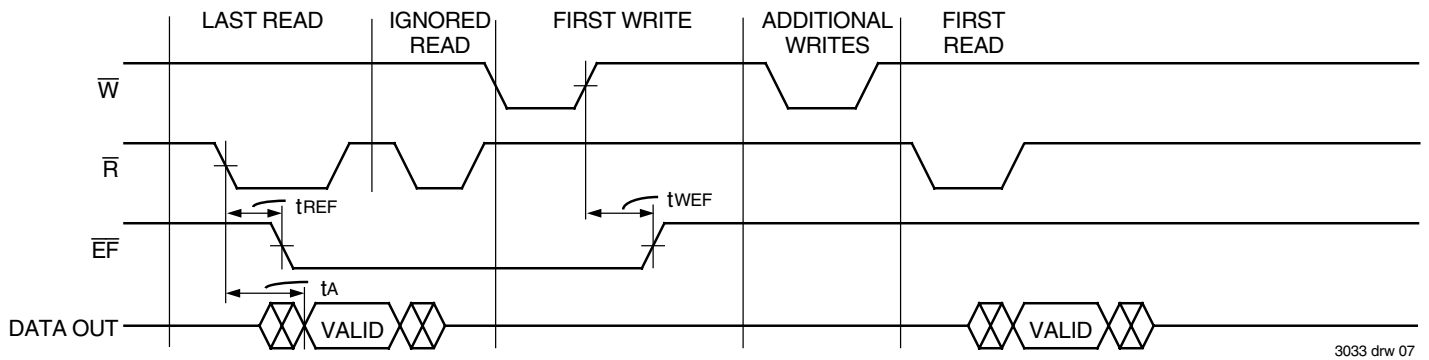 LAST READ
IGNORED
READ
FIRST WRITE
ADDITIONAL
WRITES
FIRST
READ
W̅
R̅
tREF
tWEF
E̅F̅
tA
DATA OUT
VALID
VALID
3033 drw 07